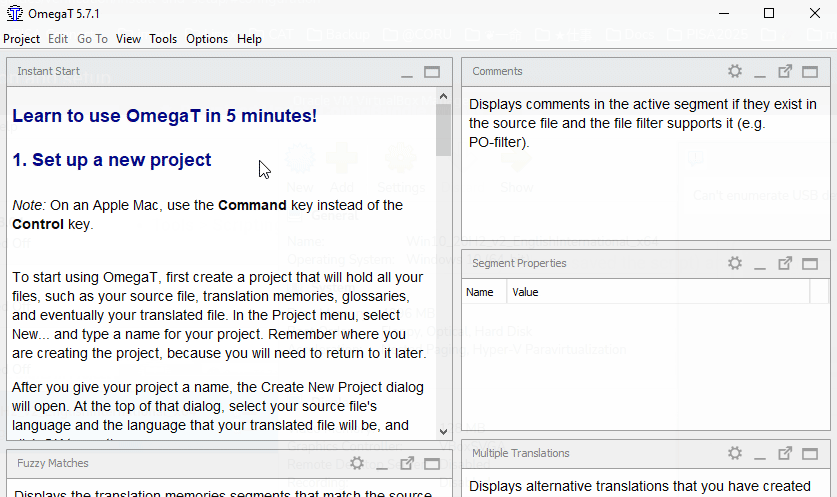 OmegaT 5.7.1
Project Edit Go To View Tools Options Help
Instant Start
Learn to use OmegaT in 5 minutes!
1. Set up a new project
Note: On an Apple Mac, use the Command key instead of the
Control key.
To start using OmegaT, first create a project that will hold all your
files, such as your source file, translation memories, glossaries,
and eventually your translated file. In the Project menu, select
New... and type a name for your project. Remember where you
are creating the project, because you will need to return to it later.
After you give your project a name, the Create New Project dialog
will open. At the top of that dialog, select your source file's
language and the language that your translated file will be, and
Fuzzy Matches
Displays the translation memories segments that match the source
Comments
Displays comments in the active segment if they exist in
the source file and the file filter supports it (e.g.
PO-filter).
Segment Properties
Name Value
Multiple Translations
Displays alternative translations that you have created